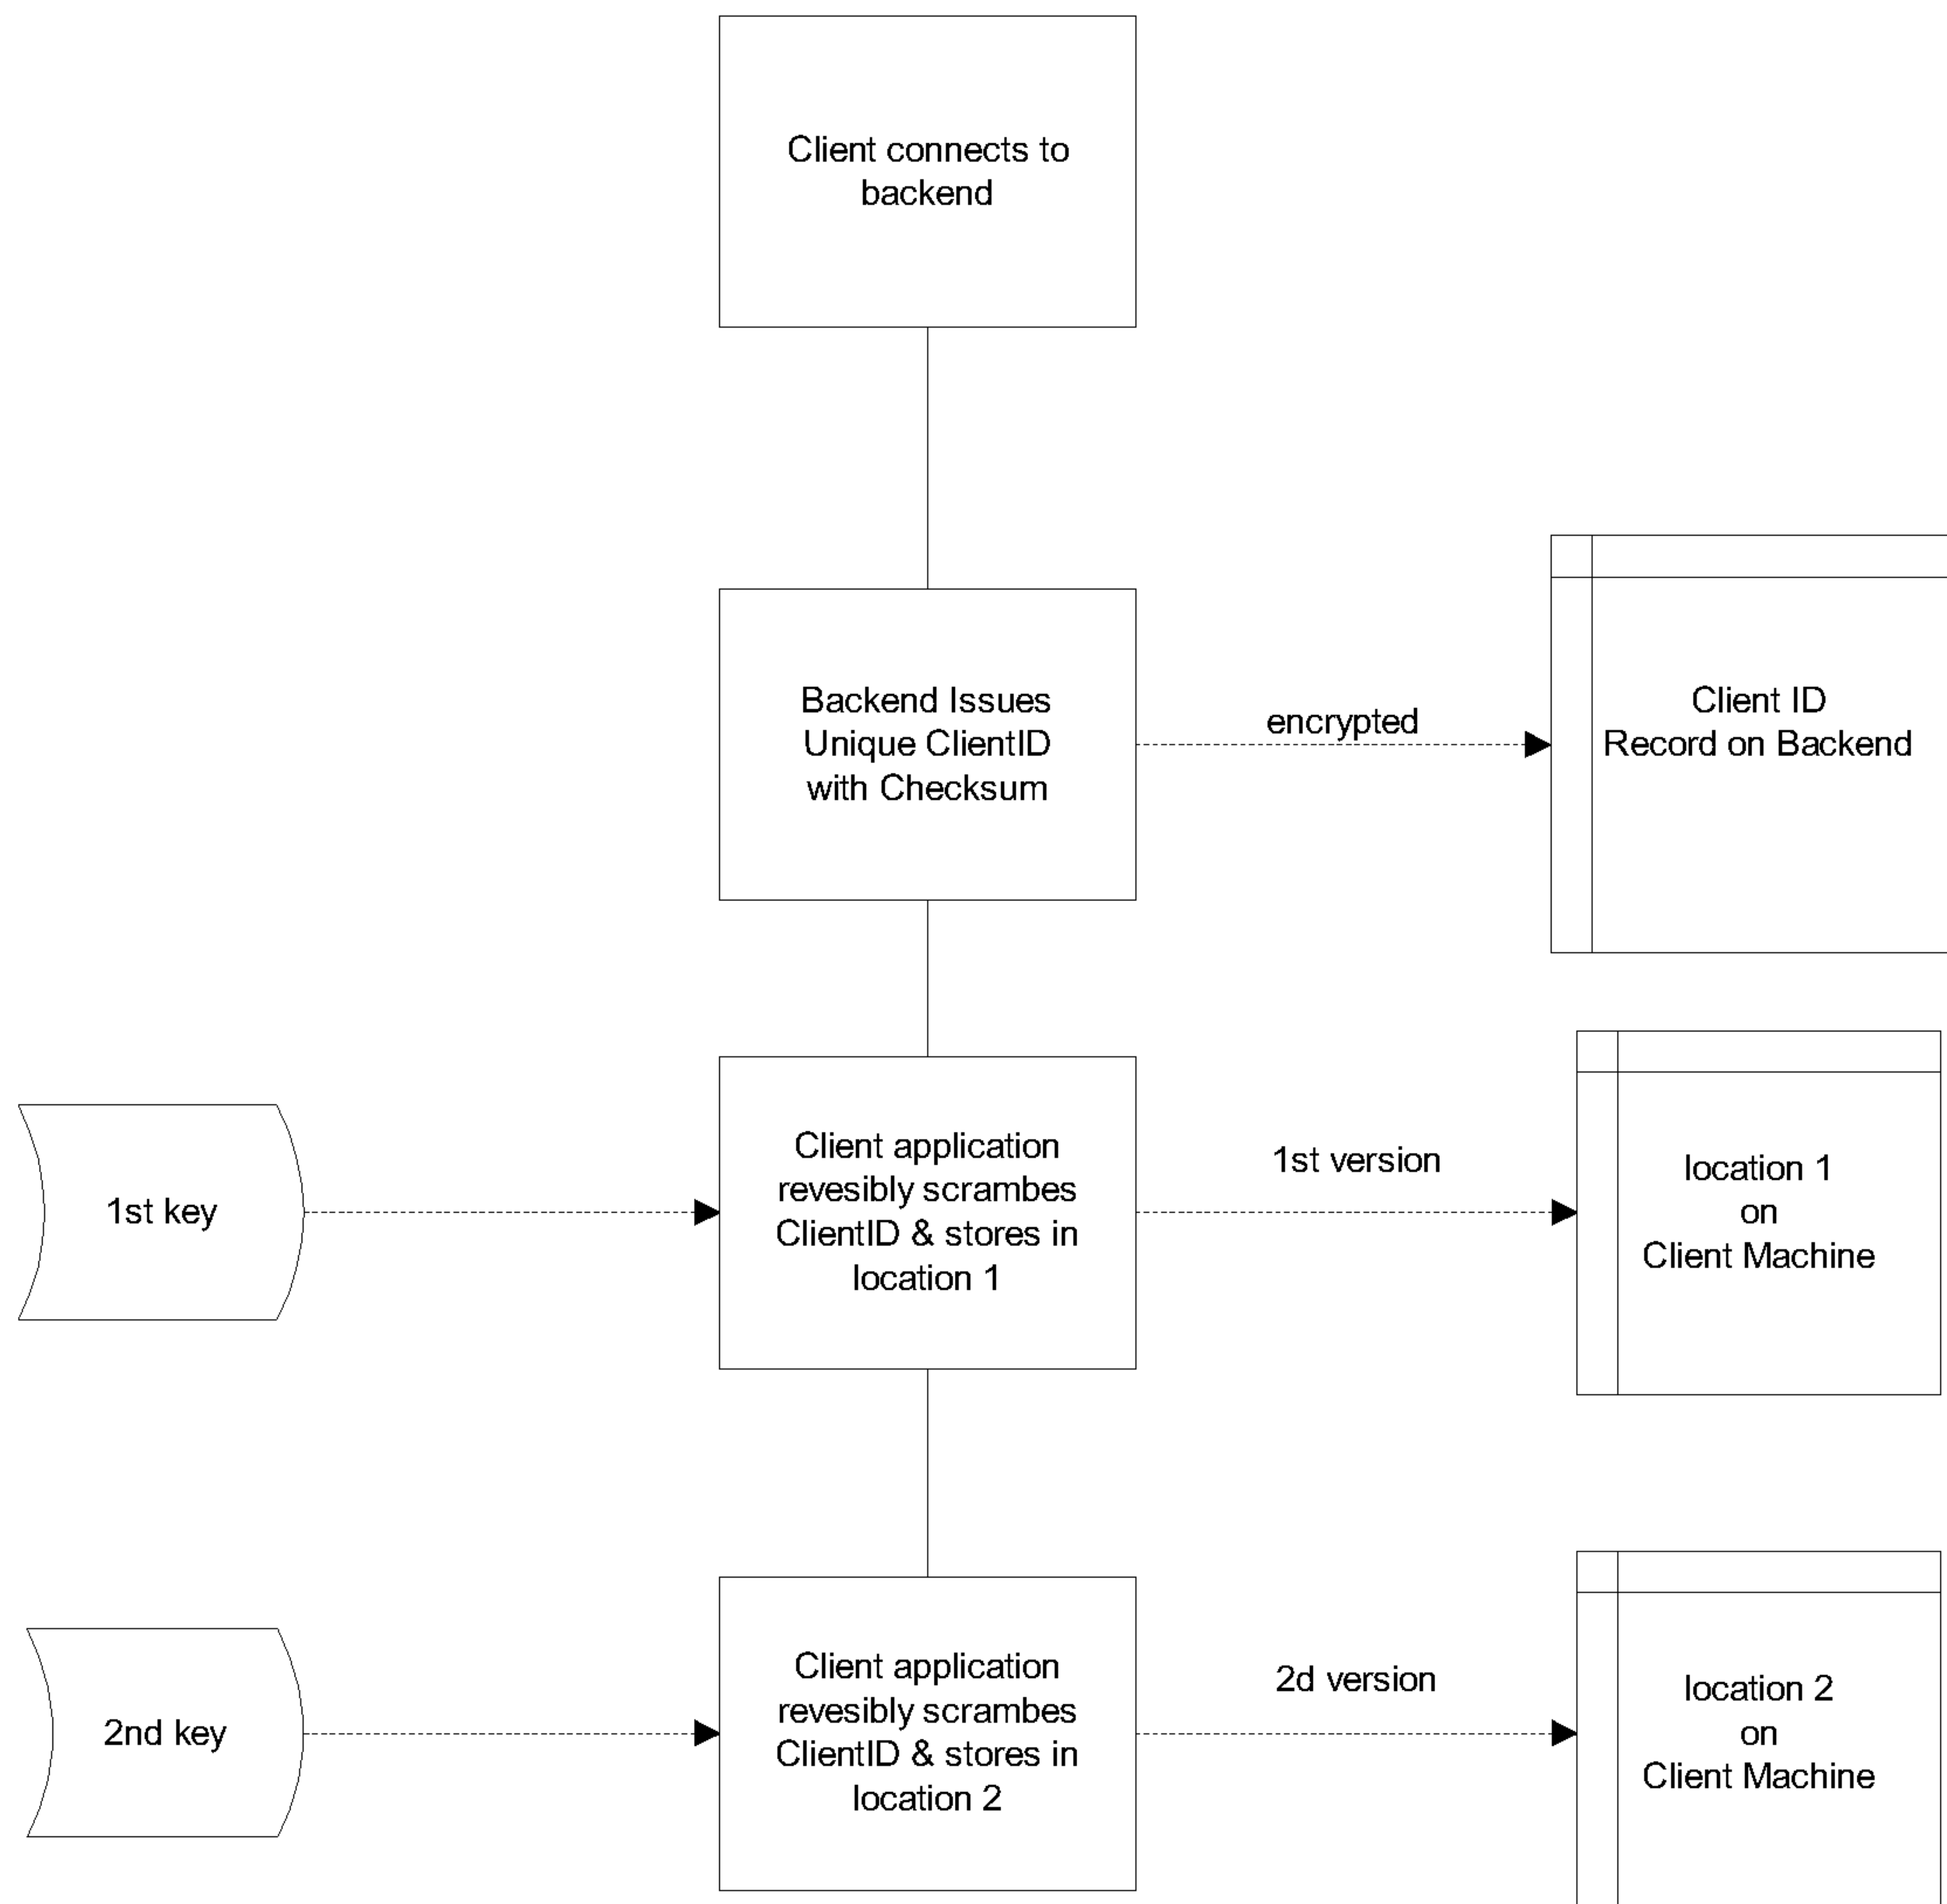 Client connects to
backend
Backend Issues
Unique ClientID
with Checksum
encrypted
Client ID
Record on Backend
1st key
Client application
revesibly scrambes
ClientID & stores in
location 1
1st version
location 1
on
Client Machine
2nd key
Client application
revesibly scrambes
ClientID & stores in
location 2
2d version
location 2
on
Client Machine